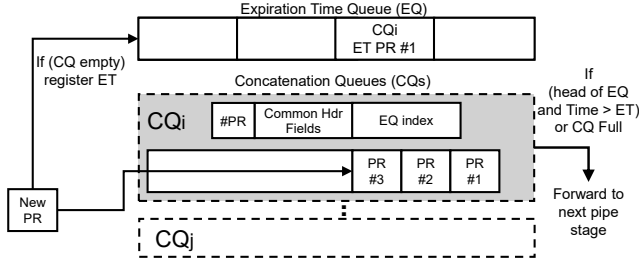 Expiration Time Queue (EQ)
CQi
ET PR #1
If (CQ empty)
register ET
Concatenation Queues (CQs)
If
(head of EQ
and Time > ET)
or CQ Full
CQi
#PR
Common Hdr
Fields
EQ index
PR
#3
PR
#2
PR
#1
New
PR
Forward to
next pipe
stage
CQj